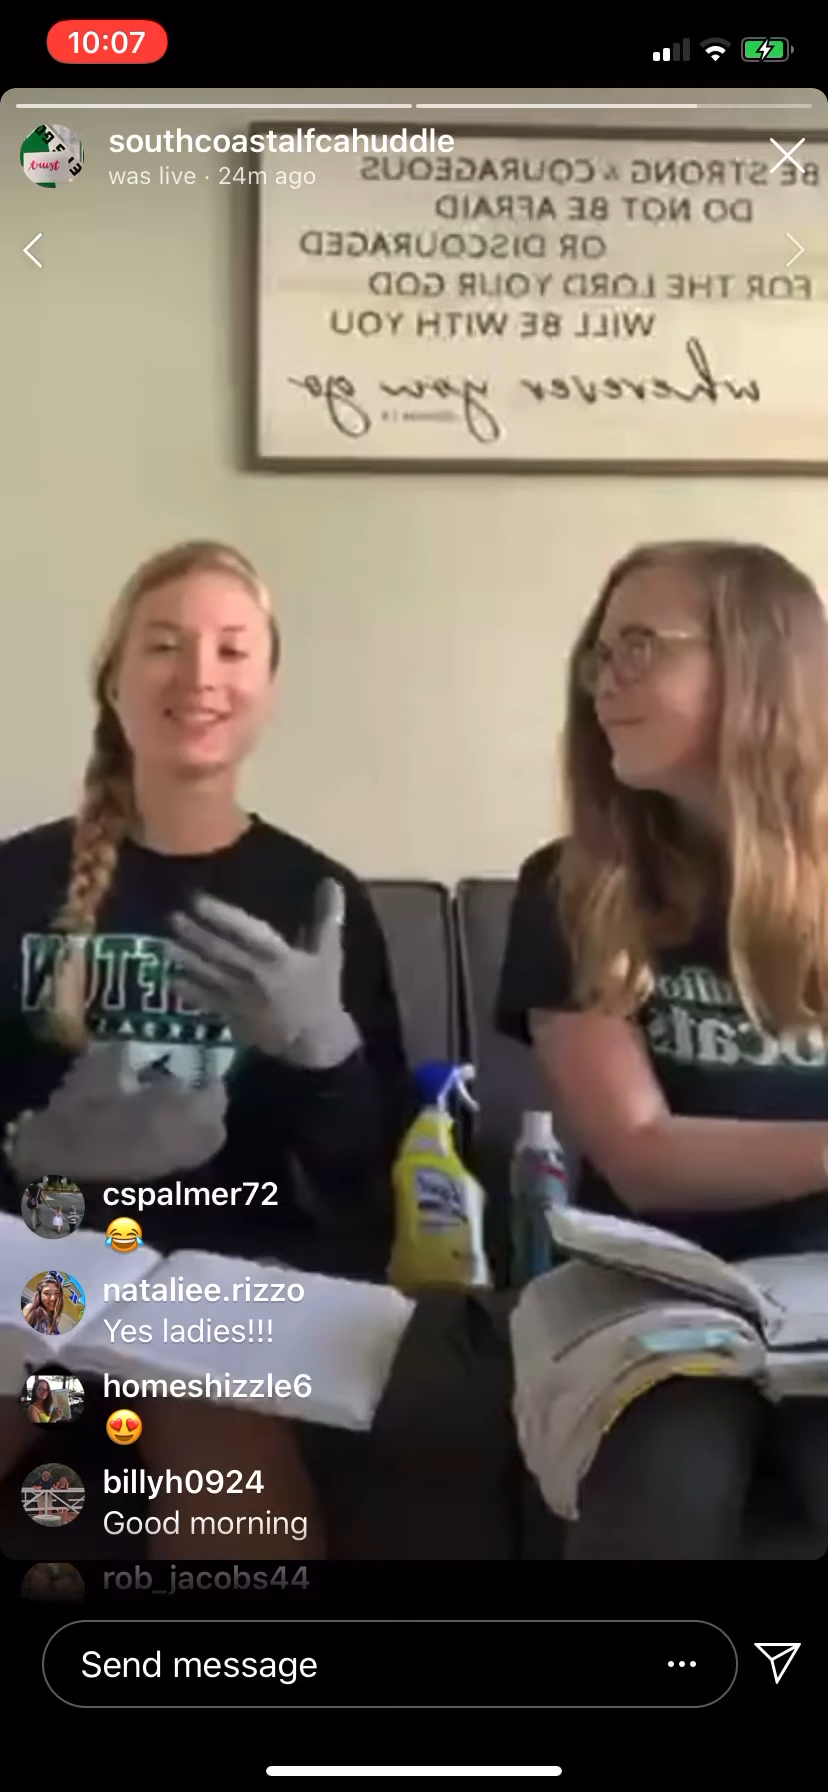 10:07
southcoastalfcahuddle
was live · 24m ago
BE STRONG & COURAGEOUS
DO NOT BE AFRAID
OR DISCOURAGED
FOR THE LORD YOUR GOD
WILL BE WITH YOU
wherever you go
cspalmer72
😂
nataliee.rizzo
Yes ladies!!!
homeshizzle6
😍
billyh0924
Good morning
rob_jacobs44
Send message